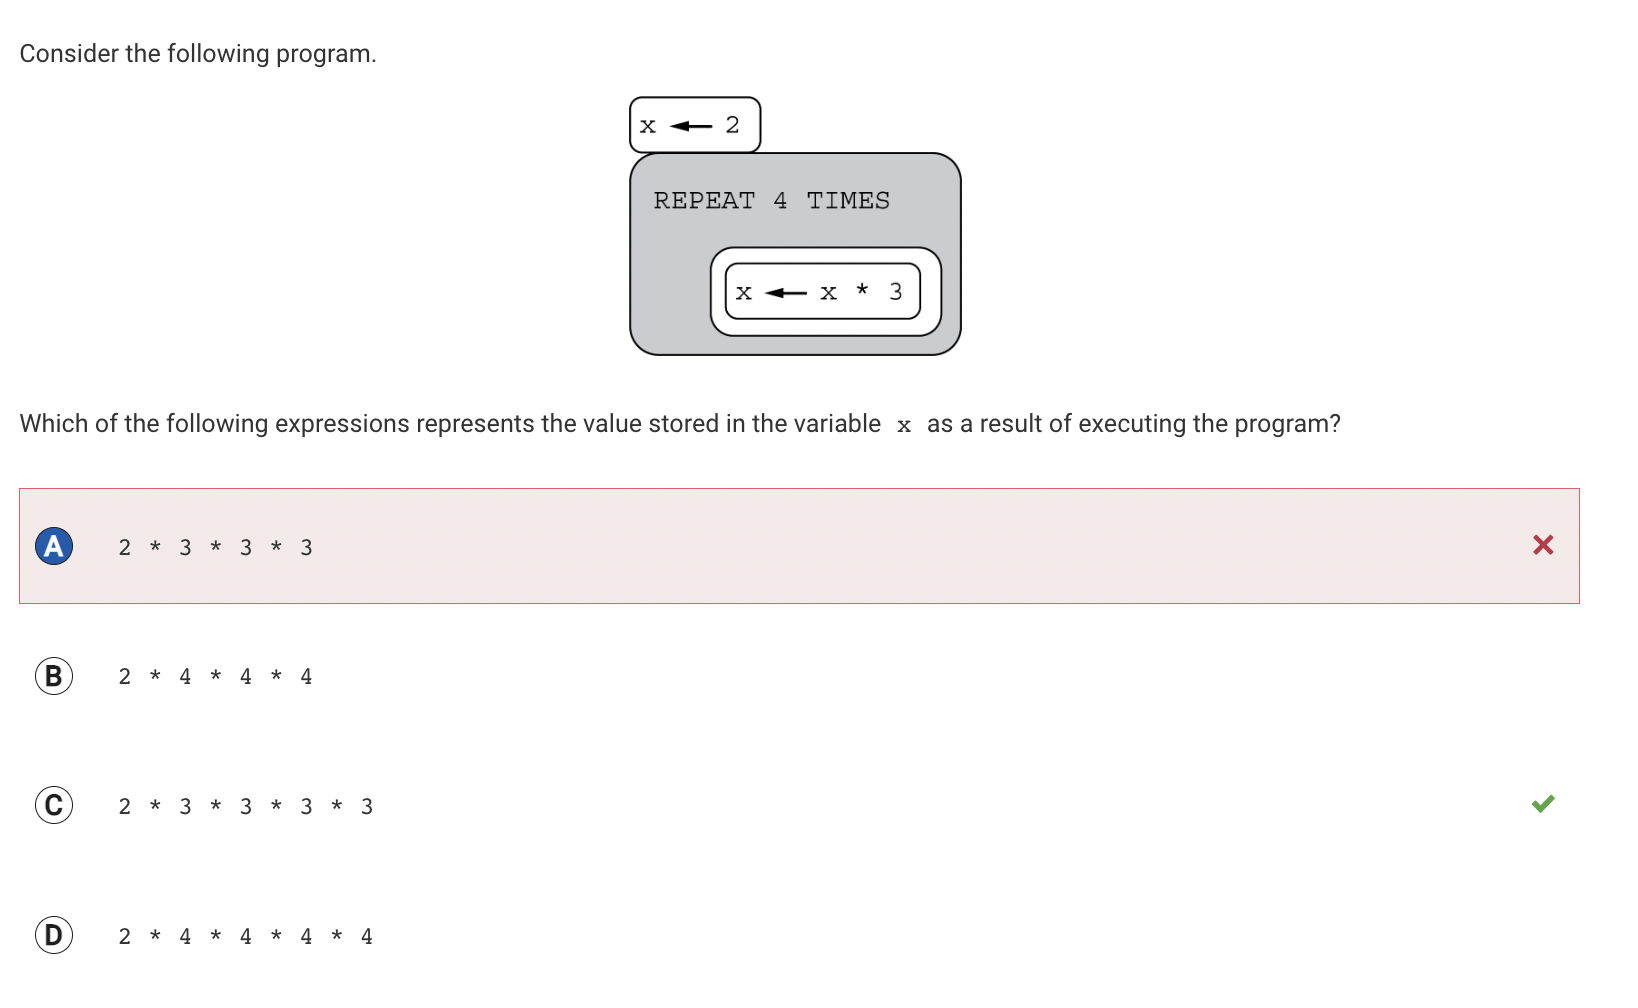 Consider the following program.
x ← 2
REPEAT 4 TIMES
x ← x * 3
Which of the following expressions represents the value stored in the variable x as a result of executing the program?
A 2 * 3 * 3 * 3
B 2 * 4 * 4 * 4
C 2 * 3 * 3 * 3 * 3
D 2 * 4 * 4 * 4 * 4